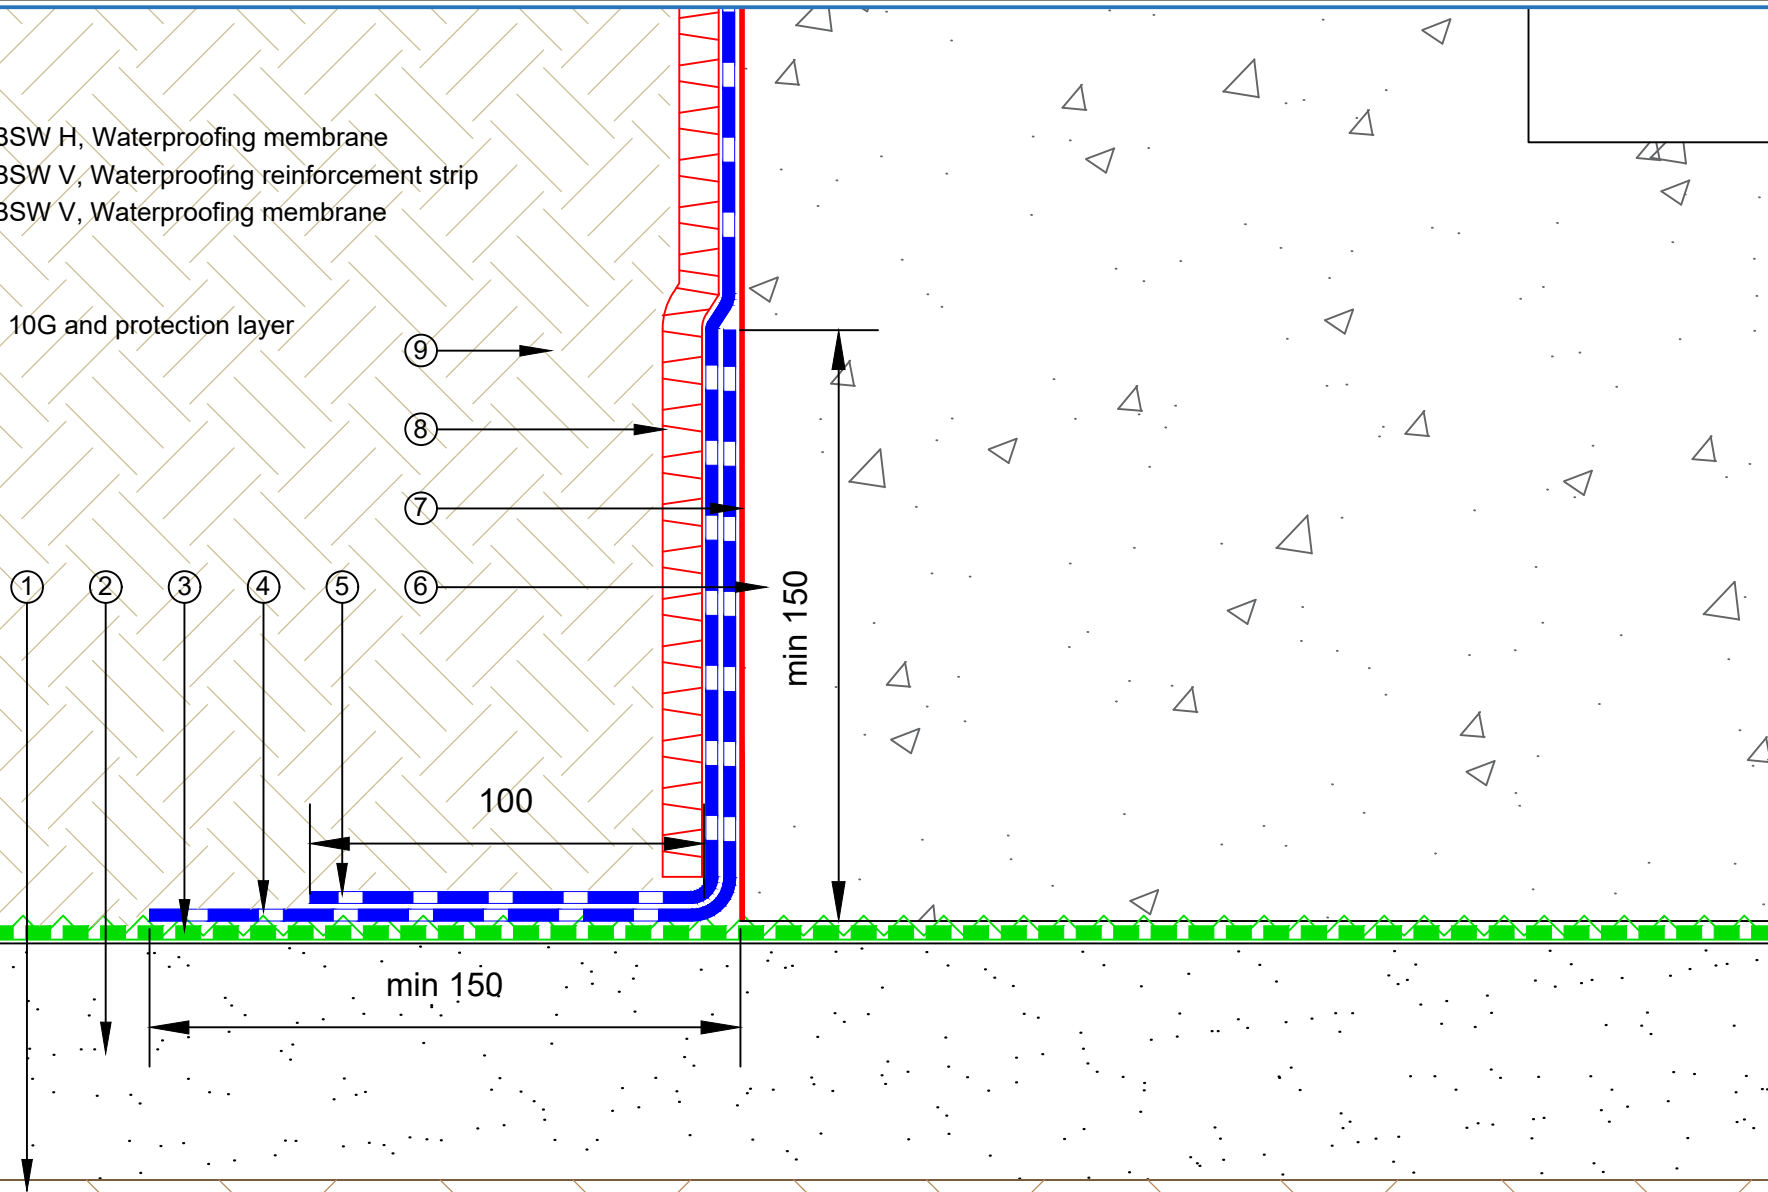 BSW H, Waterproofing membrane
BSW V, Waterproofing reinforcement strip
BSW V, Waterproofing membrane
10G and protection layer
9
8
7
1 2 3 4 5 6
min 150
100
min 150